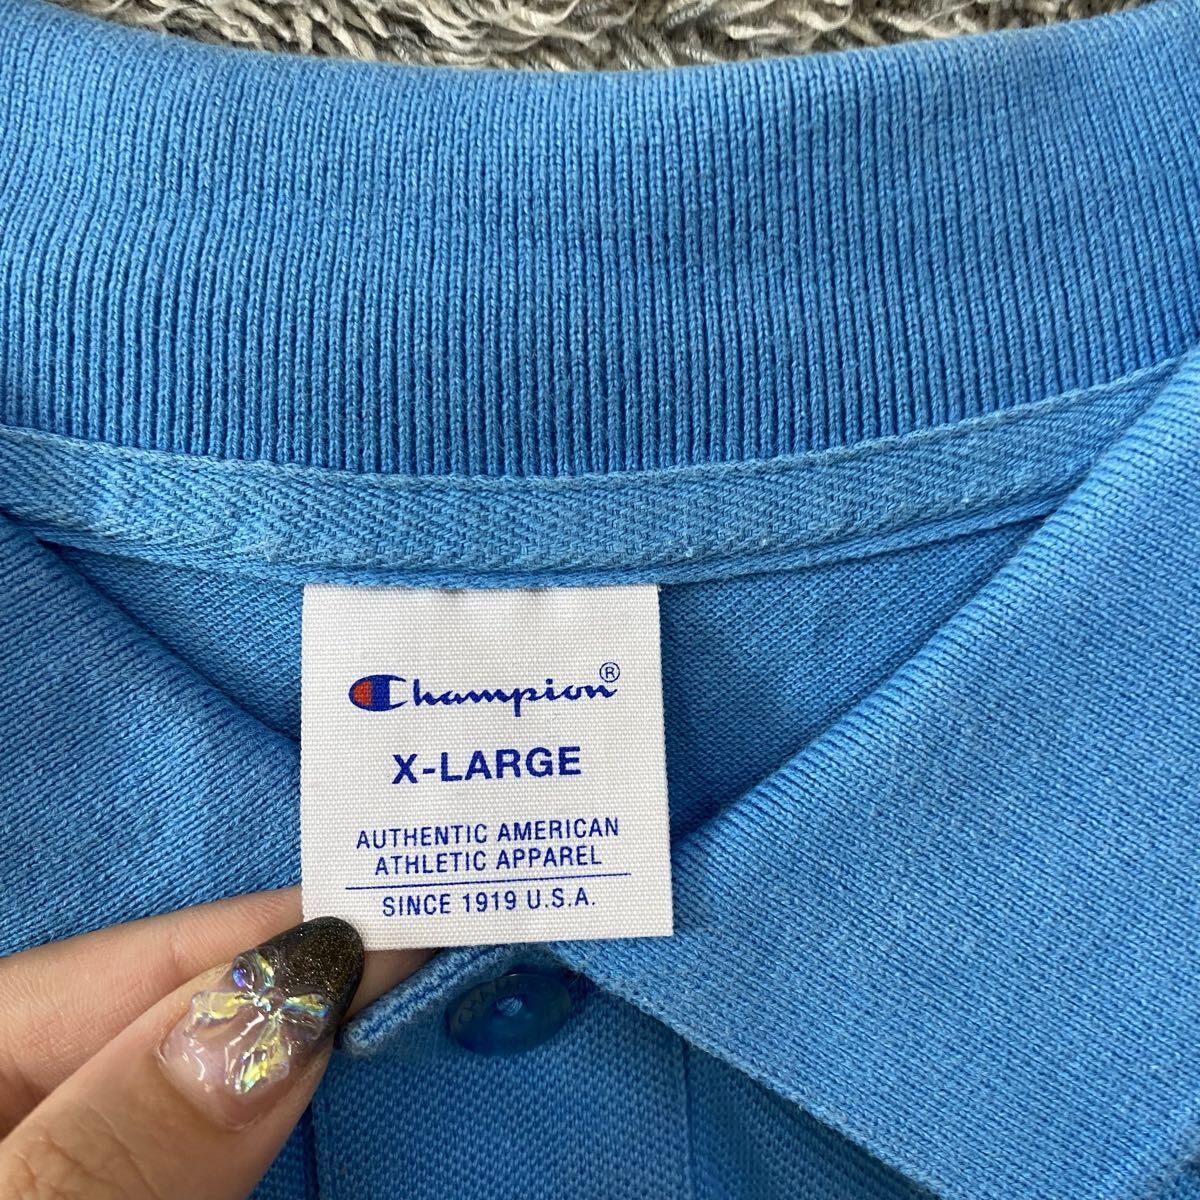 Champion®
X-LARGE
AUTHENTIC AMERICAN
ATHLETIC APPAREL
SINCE 1919 U.S.A.